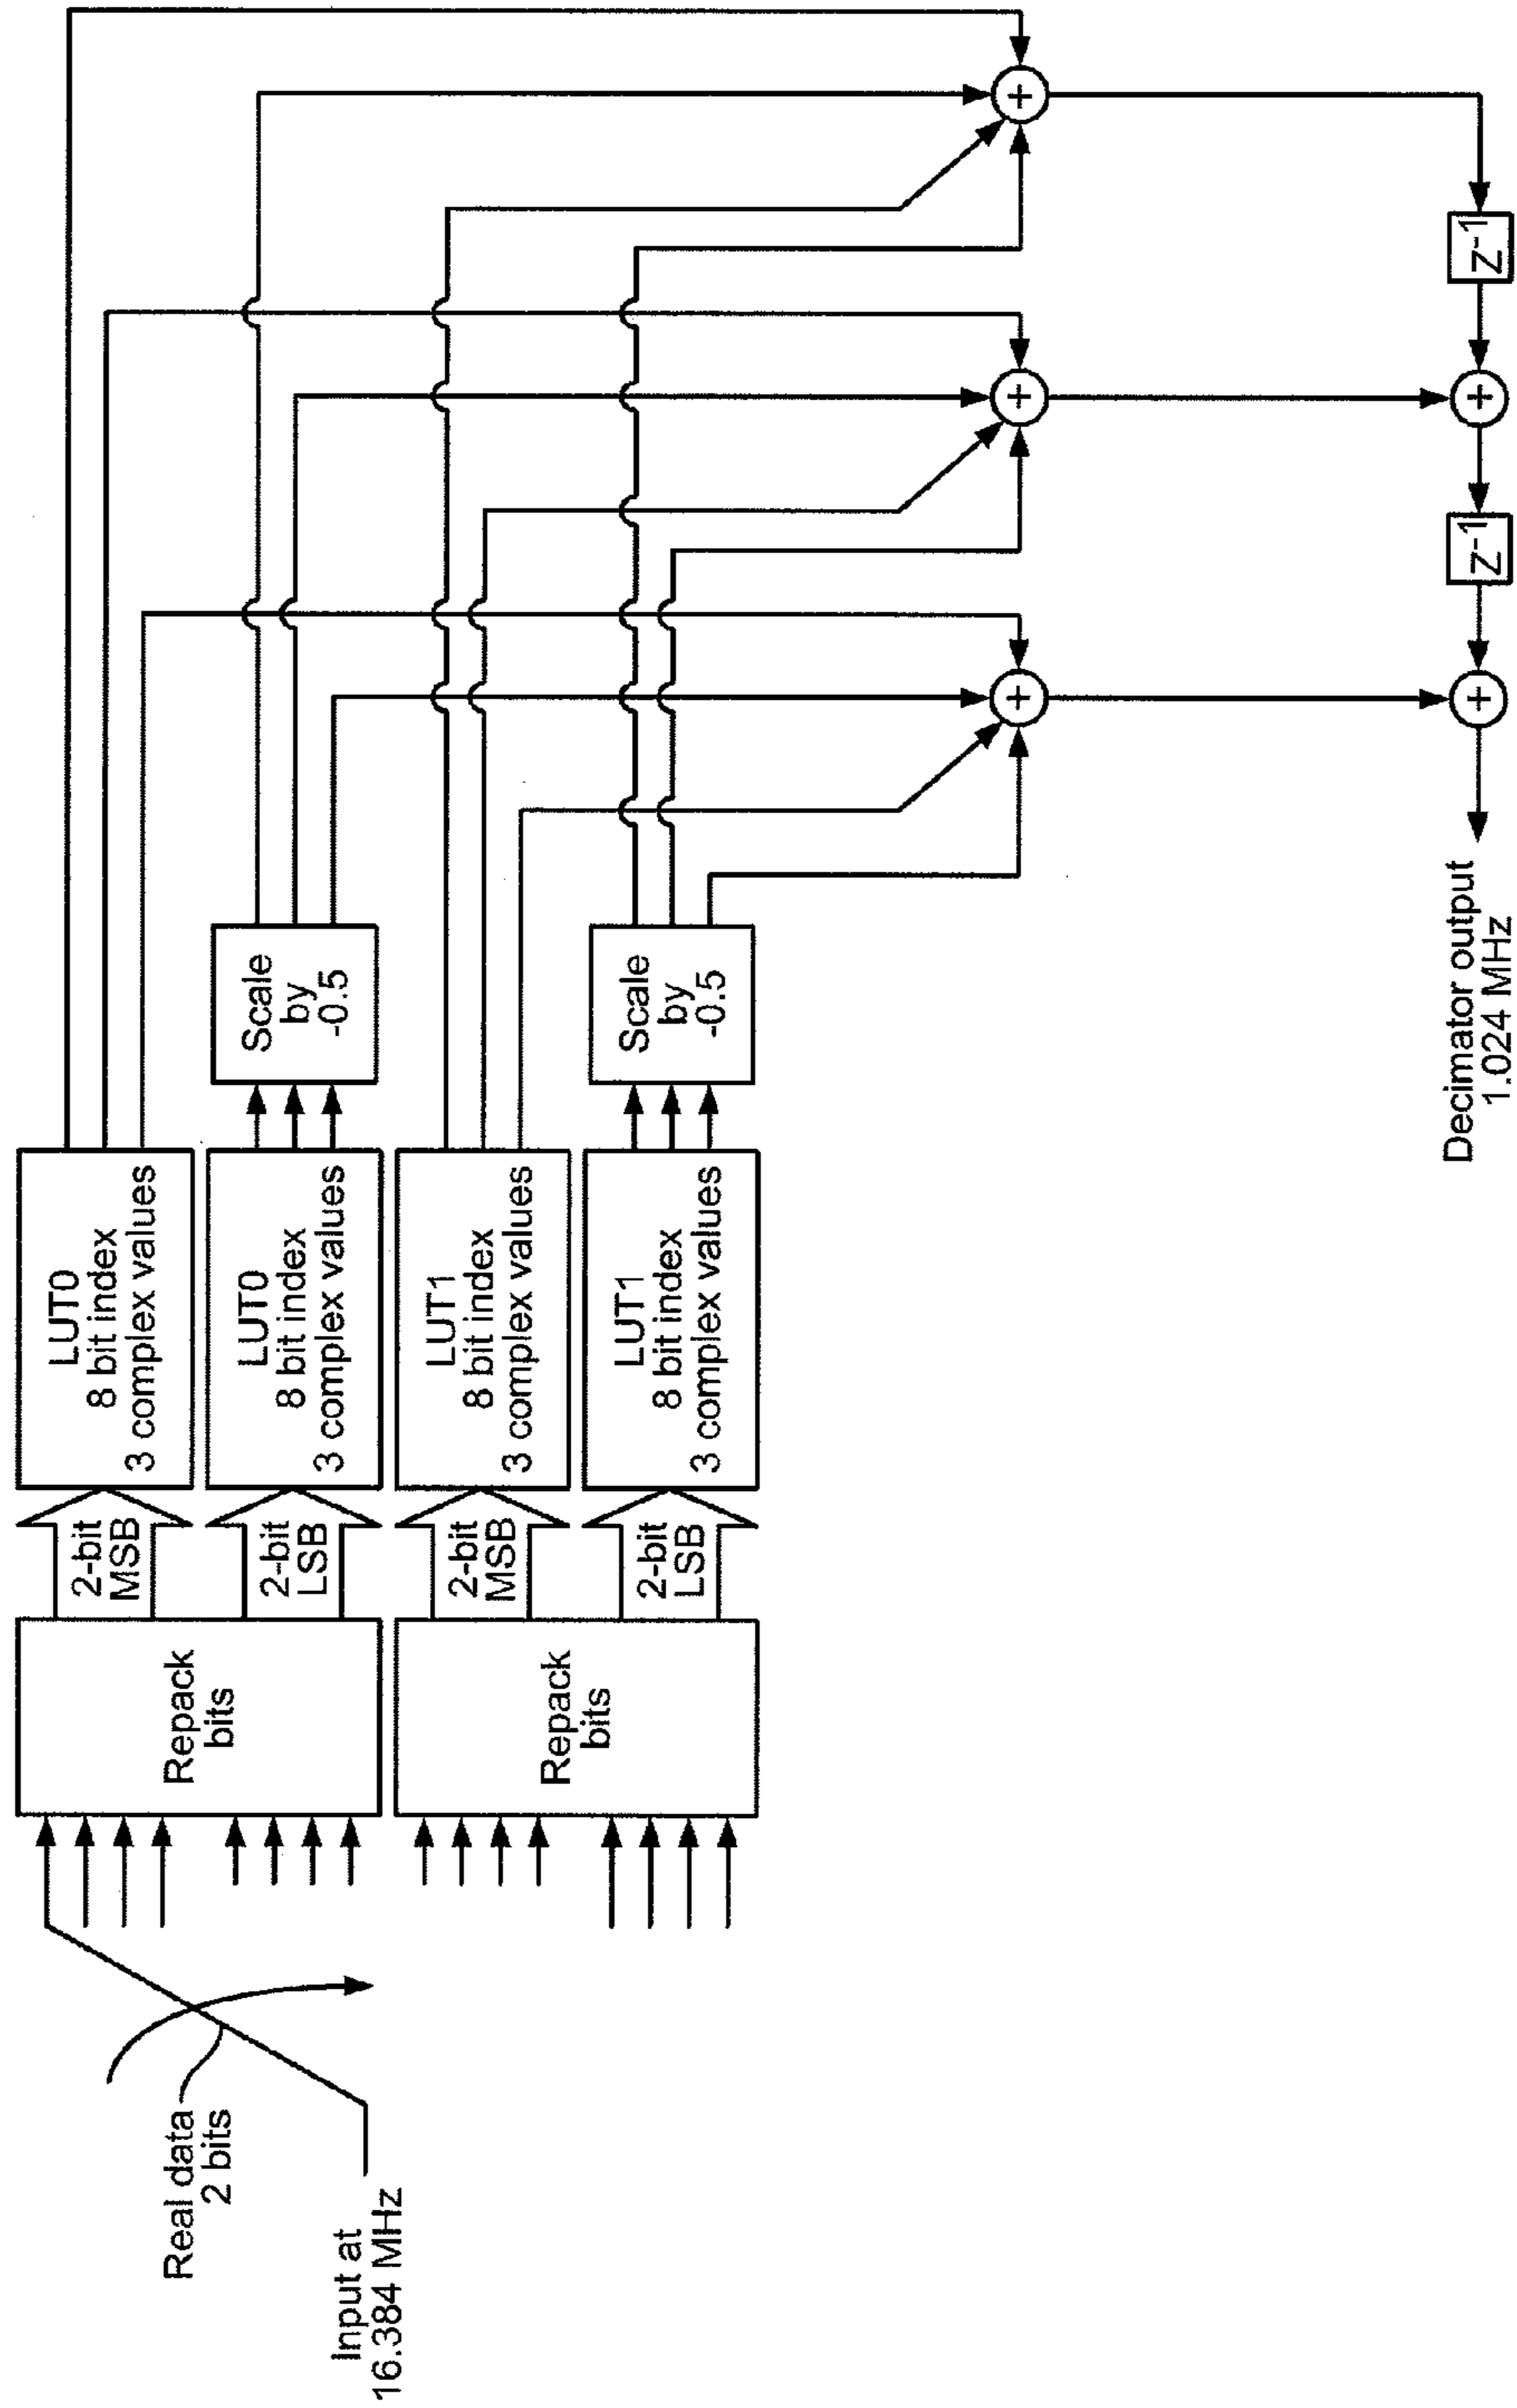 Real data
2 bits
Input at
16.384 MHz
Repack
bits
Repack
bits
2-bit
MSB
2-bit
LSB
2-bit
MSB
2-bit
LSB
LUT0
8 bit index
3 complex values
LUT0
8 bit index
3 complex values
LUT1
8 bit index
3 complex values
LUT1
8 bit index
3 complex values
Scale
by
-0.5
Scale
by
-0.5
+
+
+
z-1
+
z-1
+
Decimator output
1.024 MHz